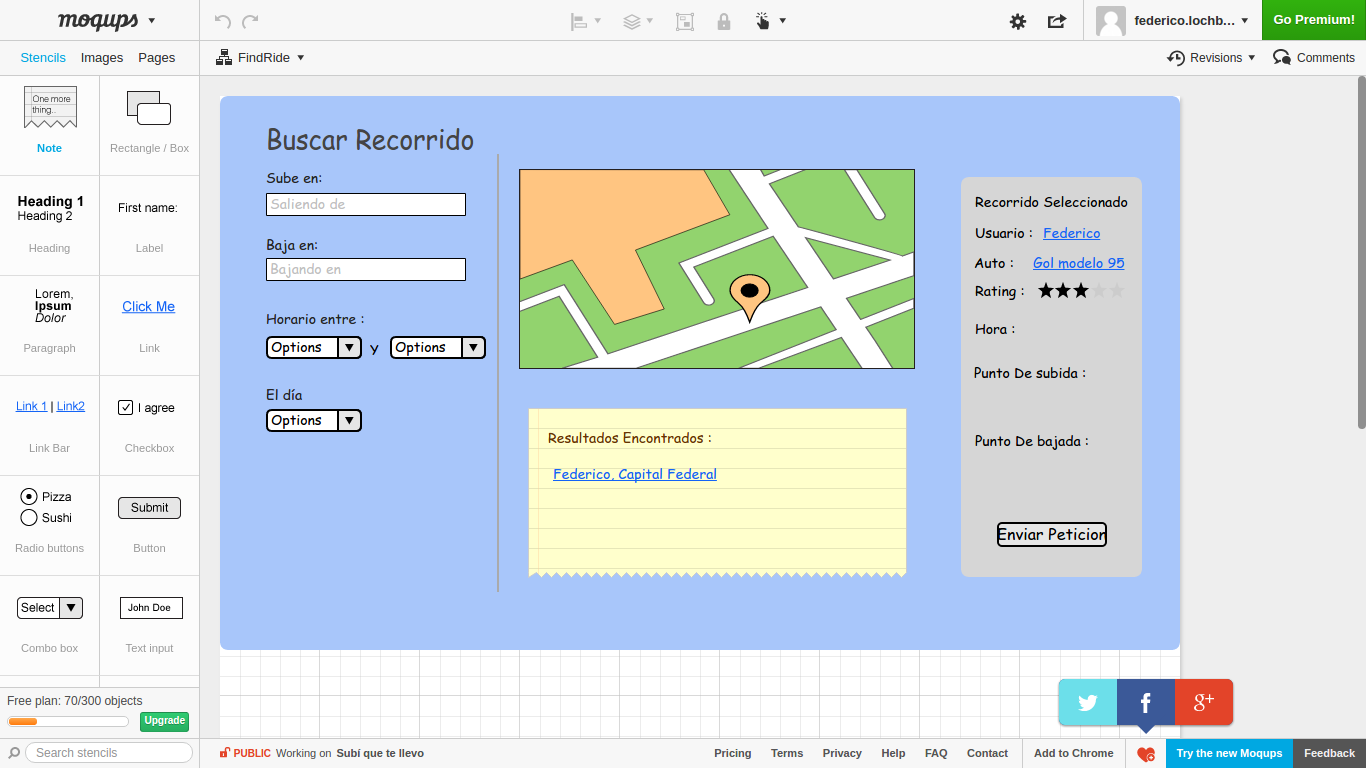 moqups
federico.lochb...
Go Premium!
Stencils Images Pages
FindRide
Revisions
Comments
One more
thing..
Note
Rectangle / Box
Heading 1
Heading 2
Heading
First name:
Label
Lorem,
Ipsum
Dolor
Paragraph
Click Me
Link
Link 1 | Link2
Link Bar
I agree
Checkbox
Pizza
Sushi
Radio buttons
Submit
Button
Select
Combo box
John Doe
Text input
Free plan: 70/300 objects
Upgrade
Search stencils
Buscar Recorrido
Sube en:
Saliendo de
Baja en:
Bajando en
Horario entre :
Options y Options
El día
Options
Resultados Encontrados :
Federico, Capital Federal
Recorrido Seleccionado
Usuario : Federico
Auto : Gol modelo 95
Rating :
Hora :
Punto De subida :
Punto De bajada :
Enviar Peticion
f
g+
PUBLIC Working on Subí que te llevo
Pricing Terms Privacy Help FAQ Contact Add to Chrome
Try the new Moqups
Feedback